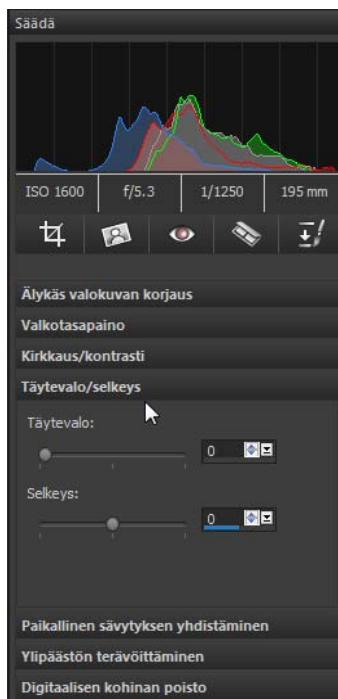 Säädä
ISO 1600 f/5.3 1/1250 195 mm
Älykäs valokuvan korjaus
Valkotasapaino
Kirkkaus/kontrasti
Täytevalo/selkeys
Täytevalo:
0
Selkeys:
0
Paikallinen sävytyksen yhdistäminen
Ylipäästön terävöittäminen
Digitaalisen kohinan poisto